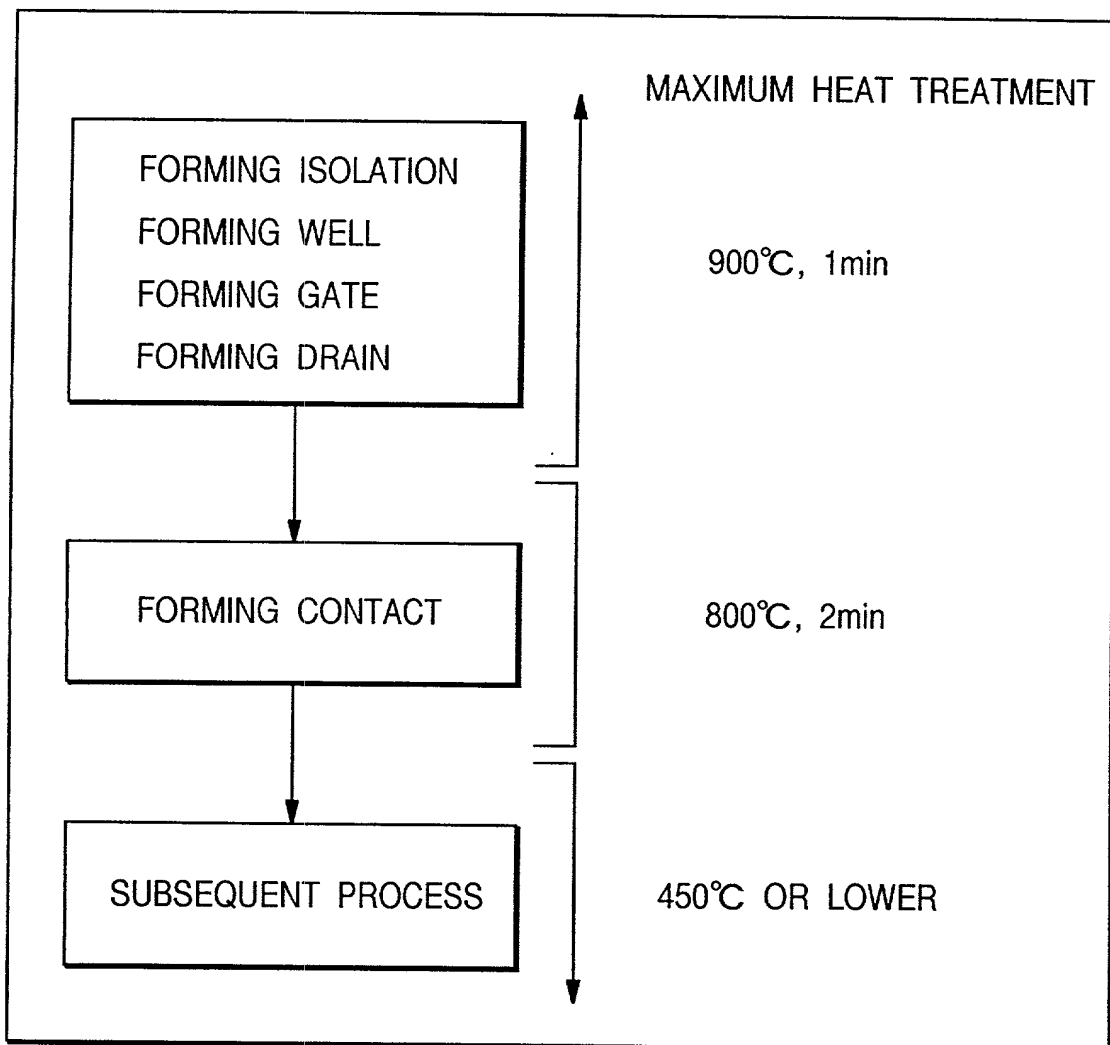 MAXIMUM HEAT TREATMENT
FORMING ISOLATION
FORMING WELL
FORMING GATE
FORMING DRAIN
900℃, 1min
FORMING CONTACT
800℃, 2min
SUBSEQUENT PROCESS
450℃ OR LOWER